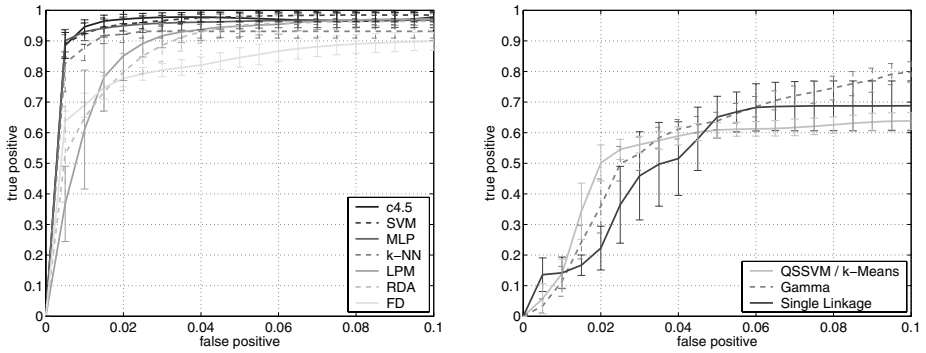 1
0.9
0.8
0.7
0.6
0.5
0.4
0.3
0.2
0.1
0
true positive
0 0.02 0.04 0.06 0.08 0.1
false positive
c4.5
SVM
MLP
k−NN
LPM
RDA
FD
1
0.9
0.8
0.7
0.6
0.5
0.4
0.3
0.2
0.1
0
true positive
0 0.02 0.04 0.06 0.08 0.1
false positive
QSSVM / k−Means
Gamma
Single Linkage